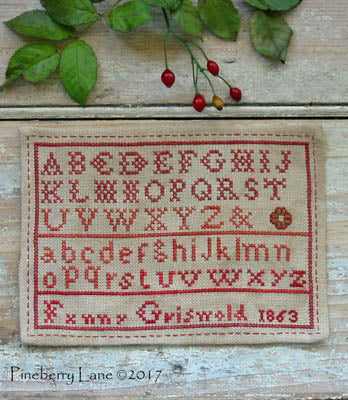 ABCDEFGHIJ
KLMNOPQRST
UVWXYZ&
abcdefghijklmn
opqrstuvwxyz
Fanny Griswold 1863
Pineberry Lane ©2017